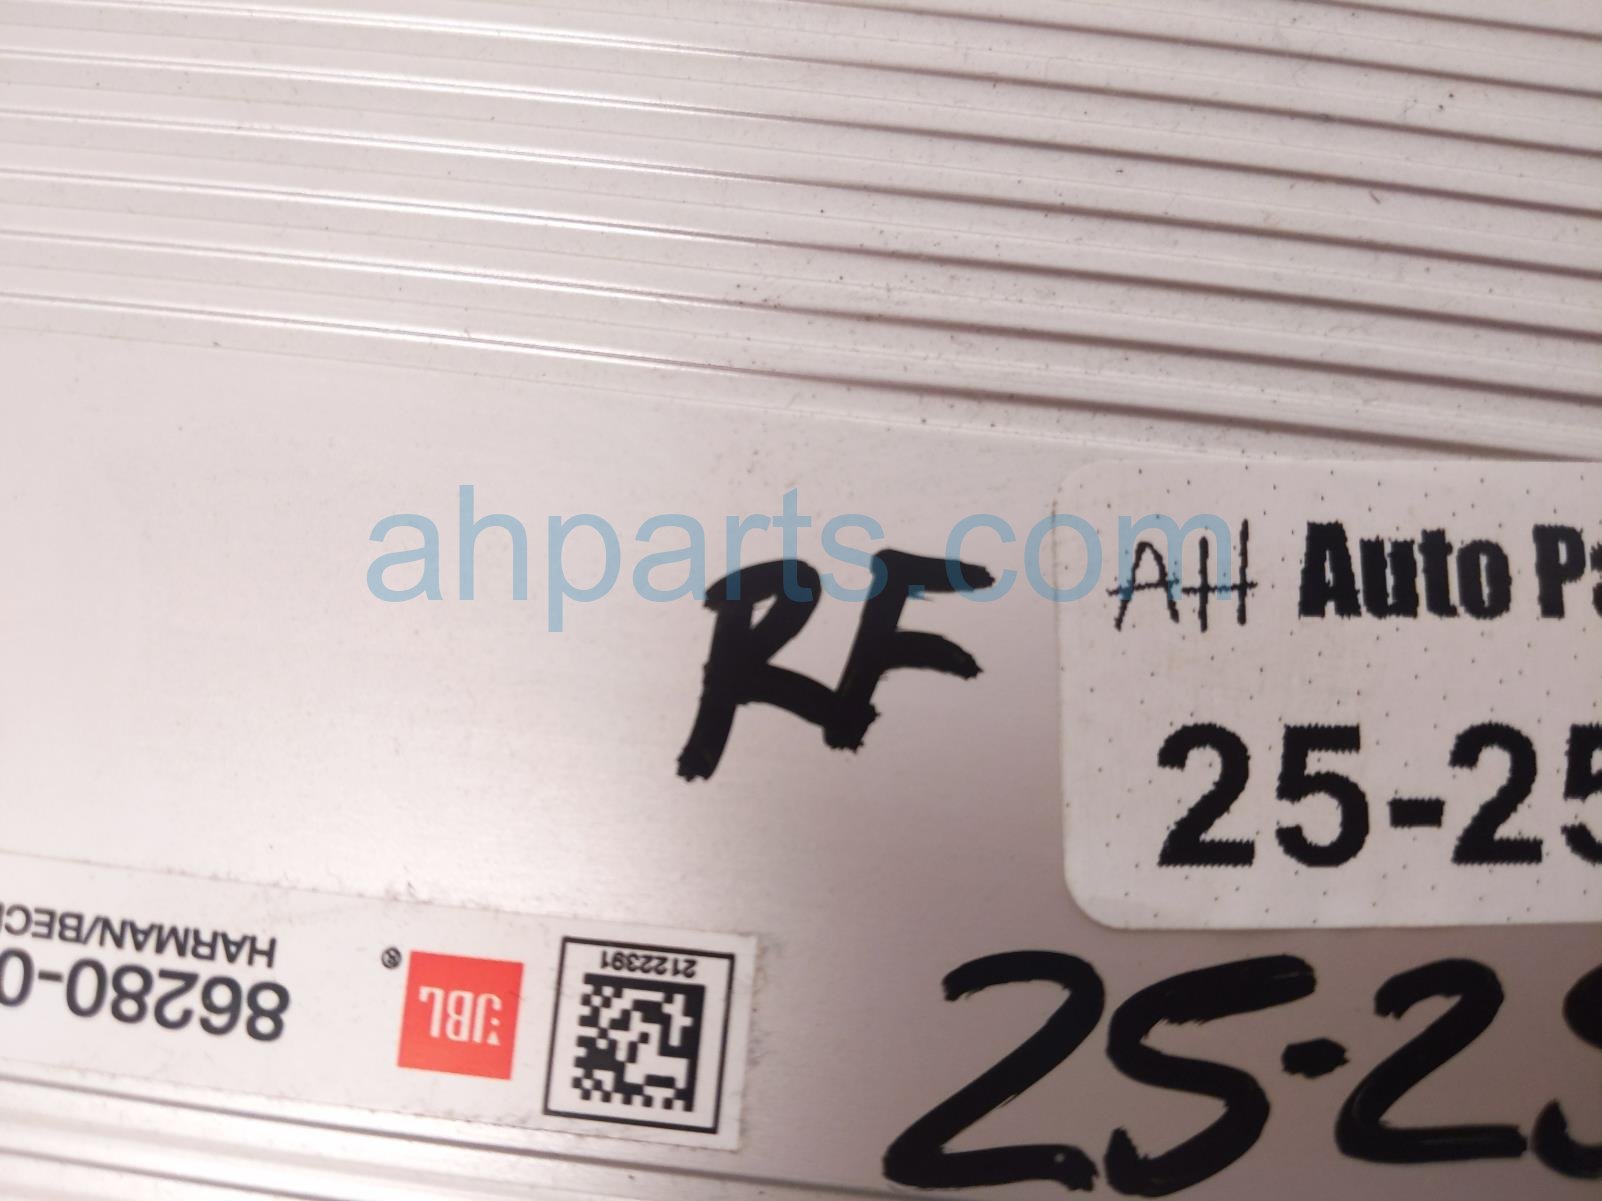 ahparts.com
RF
AH Auto Pa
25-25
25-25
2122391
JBL®
86280-0
HARMAN/BEC